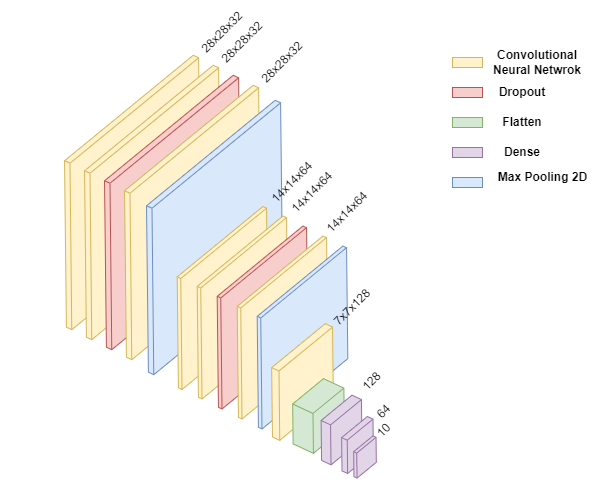 28x28x32
28x28x32
28x28x32
14x14x64
14x14x64
14x14x64
7x7x128
128
64
10
Convolutional
Neural Netwrok
Dropout
Flatten
Dense
Max Pooling 2D